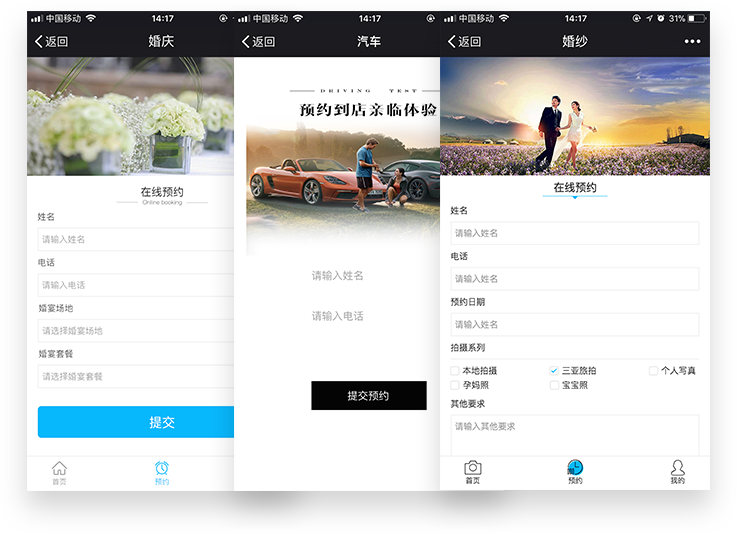 中国移动
14:17
返回
婚庆
在线预约
Online booking
姓名
请输入姓名
电话
请输入电话
婚宴场地
请选择婚宴场地
婚宴套餐
请选择婚宴套餐
提交
首页
预约
中国移动
14:17
返回
汽车
DRIVING TEST
预约到店亲临体验
请输入姓名
请输入电话
提交预约
中国移动
14:17
31%
返回
婚纱
在线预约
姓名
请输入姓名
电话
请输入电话
预约日期
请输入姓名
拍摄系列
本地拍摄 三亚旅拍 个人写真
孕妈照 宝宝照
其他要求
请输入其他要求
首页
预约
我的